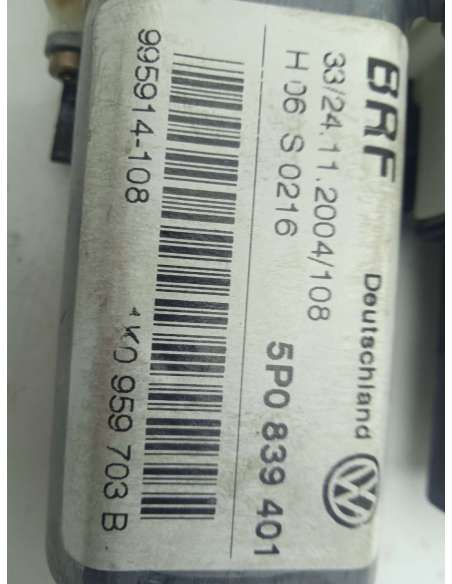 BRF Deutschland
33/24.11.2004/108
H 06 S 0216 5P0 839 401
995914-108 1K0 959 703 B